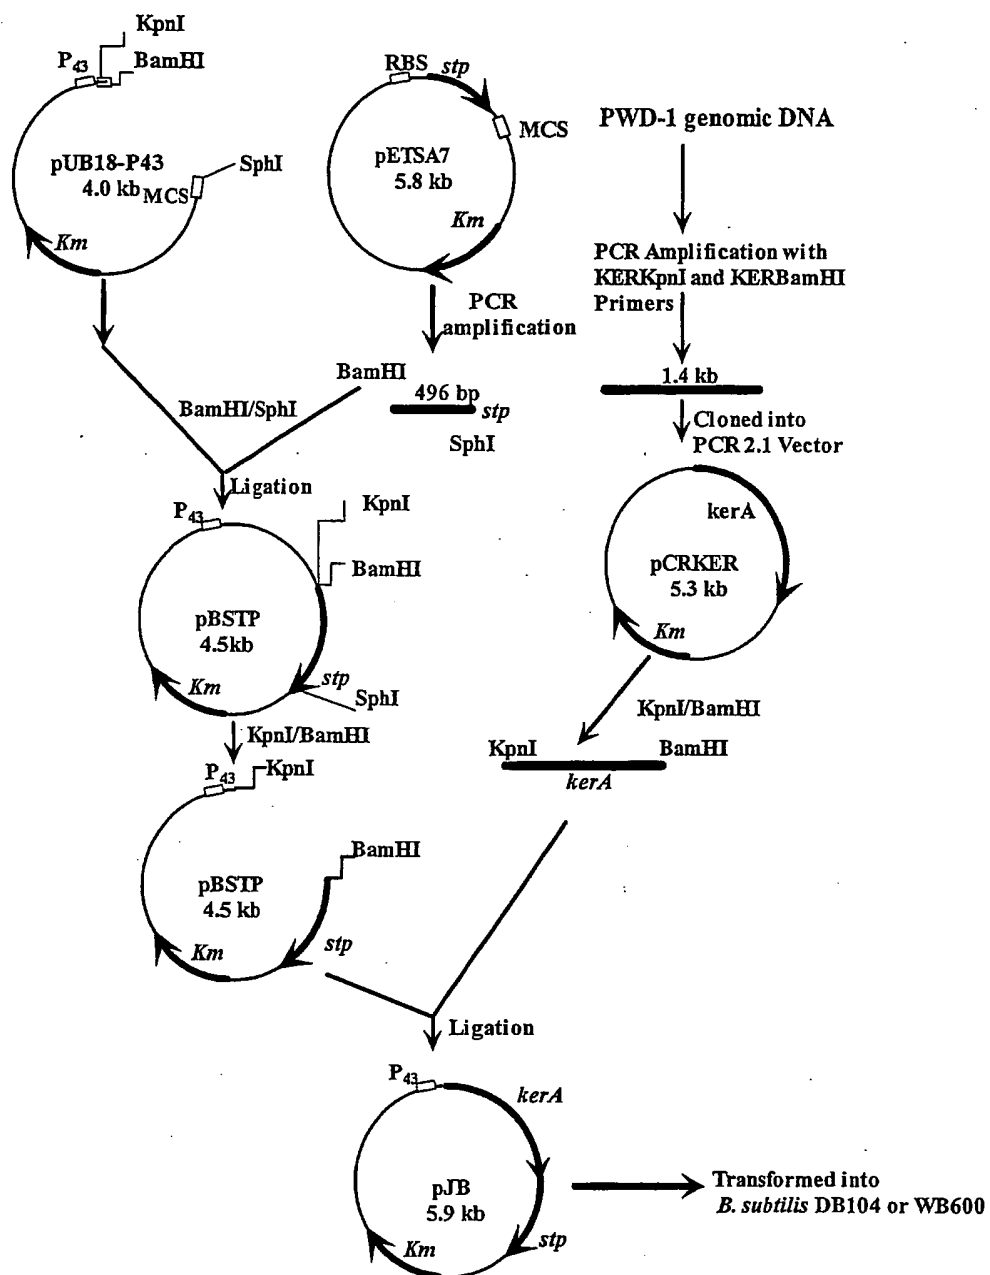 KpnI
P43
BamHI
pUB18-P43
4.0 kb
MCS
SphI
Km
RBS stp
MCS
pETSA7
5.8 kb
Km
PWD-1 genomic DNA
PCR Amplification with
KERKpnI and KERBamHI
Primers
PCR
amplification
BamHI/SphI
BamHI
496 bp
stp
SphI
1.4 kb
Cloned into
PCR 2.1 Vector
Ligation
P43
KpnI
BamHI
pBSTP
4.5kb
Km
stp
SphI
kerA
pCRKER
5.3 kb
Km
KpnI/BamHI
KpnI/BamHI
KpnI
BamHI
kerA
P43
KpnI
BamHI
pBSTP
4.5 kb
Km
stp
Ligation
P43
kerA
pJB
5.9 kb
Km
stp
Transformed into
B. subtilis DB104 or WB600